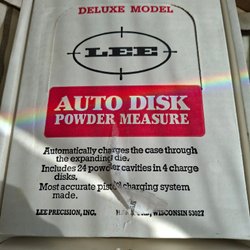 DELUXE MODEL
LEE
AUTO DISK
POWDER MEASURE
Automatically charges the case through
the expanding die.
Includes 24 powder cavities in 4 charge
disks.
Most accurate pistol charging system
made.
LEE PRECISION, INC.
WISCONSIN 53027